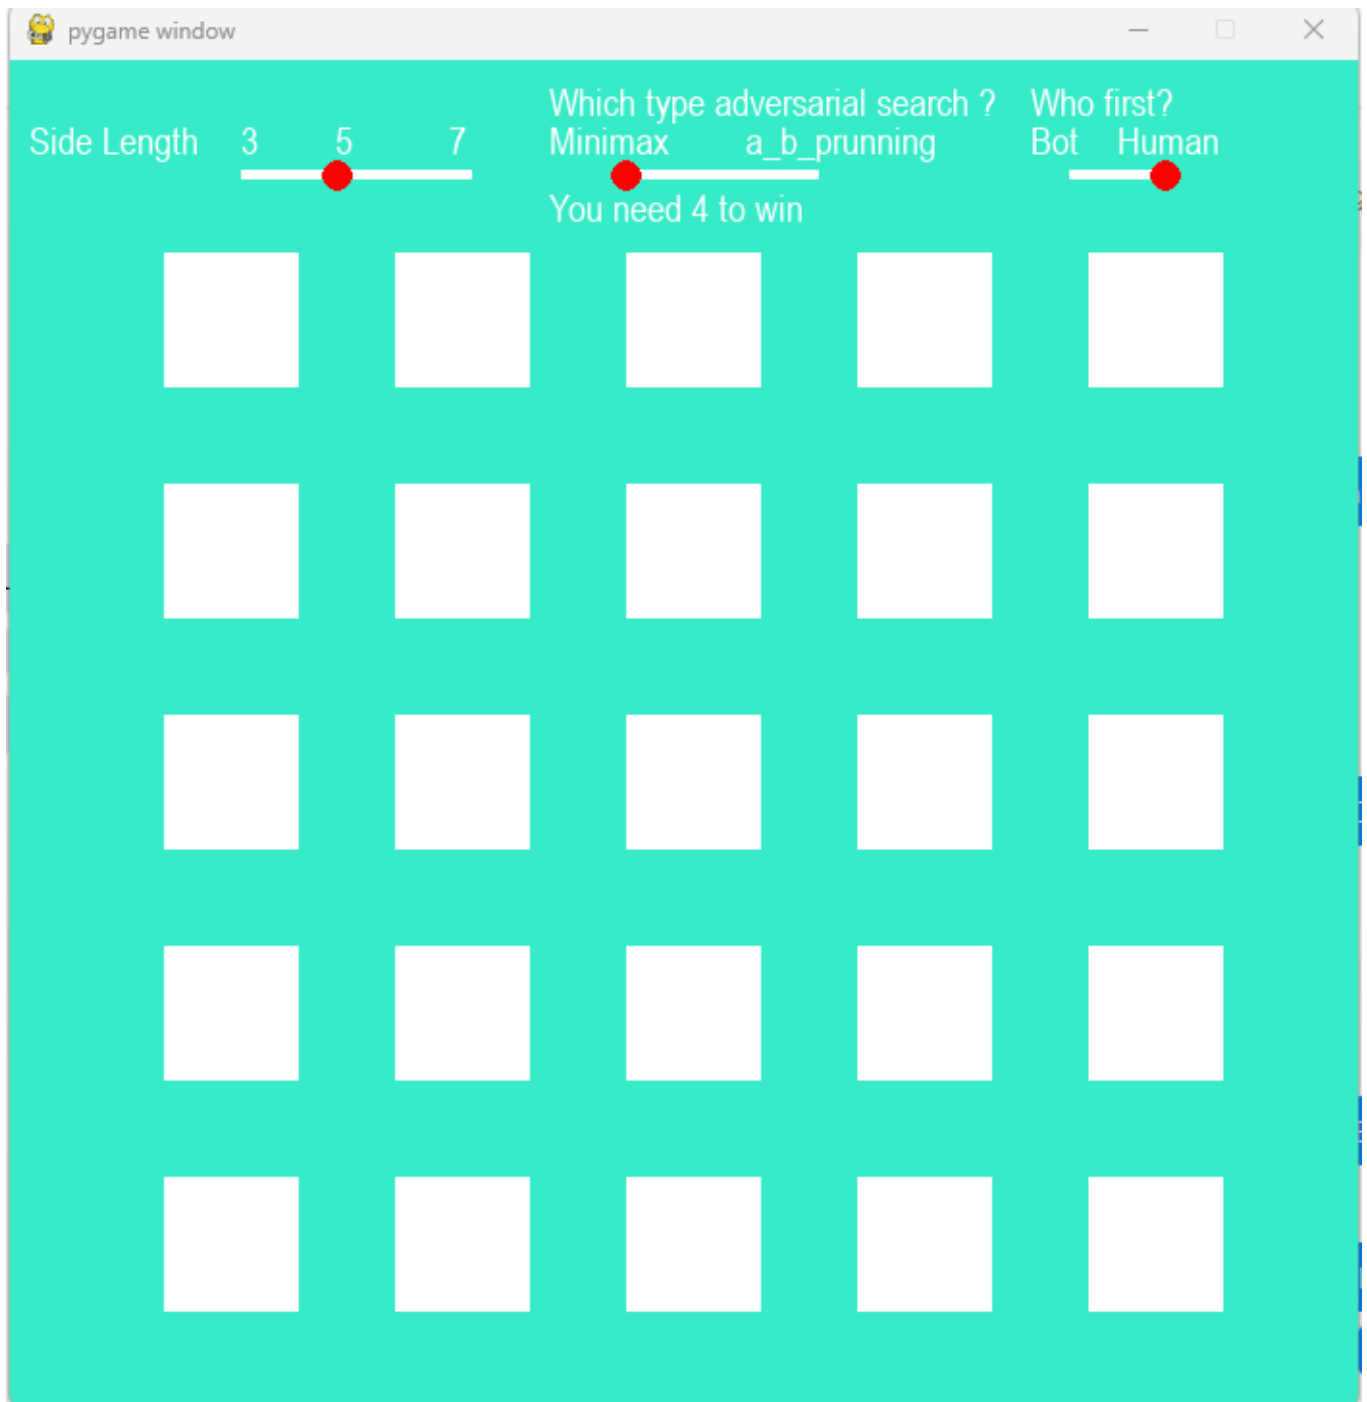 pygame window
Which type adversarial search ?
Who first?
Side Length 3 5 7
Minimax a_b_prunning
Bot Human
You need 4 to win